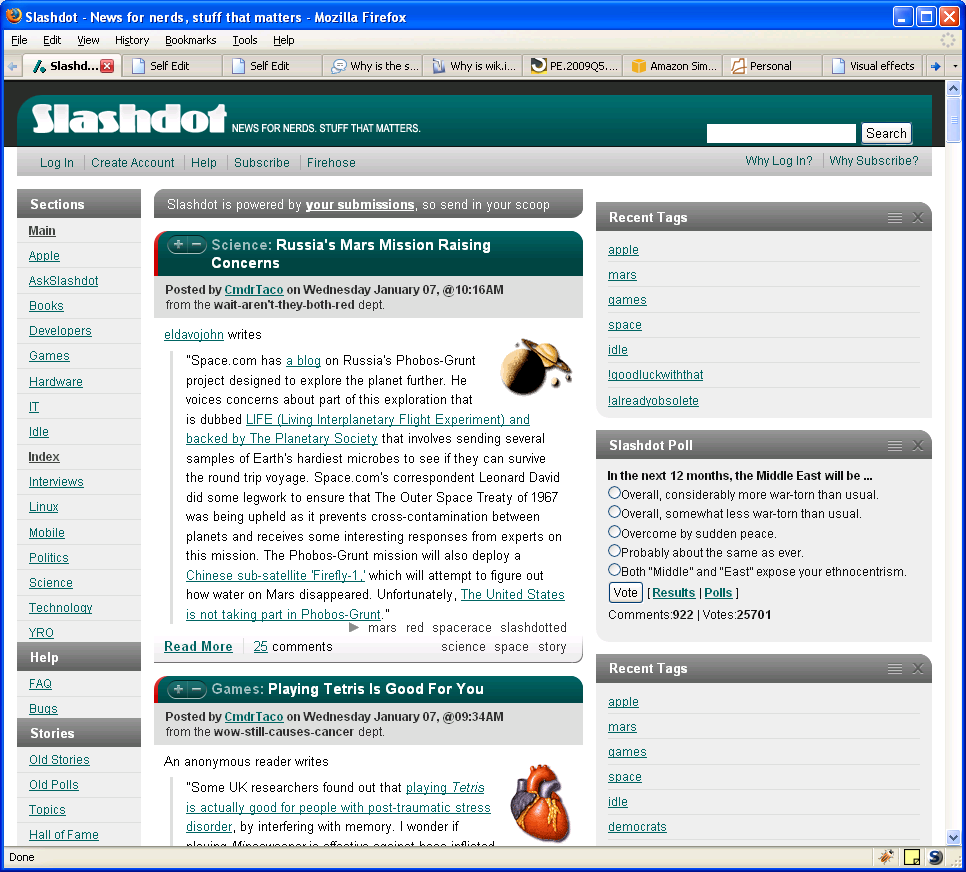 Slashdot - News for nerds, stuff that matters - Mozilla Firefox
File Edit View History Bookmarks Tools Help
Slashd... Self Edit Self Edit Why is the s... Why is wik.i... PE.2009Q5.... Amazon Sim... Personal Visual effects
Slashdot NEWS FOR NERDS. STUFF THAT MATTERS.
Search
Log In Create Account Help Subscribe Firehose
Why Log In? Why Subscribe?
Sections
Main
Apple
AskSlashdot
Books
Developers
Games
Hardware
IT
Idle
Index
Interviews
Linux
Mobile
Politics
Science
Technology
YRO
Help
FAQ
Bugs
Stories
Old Stories
Old Polls
Topics
Hall of Fame
Slashdot is powered by your submissions, so send in your scoop
Science: Russia's Mars Mission Raising
Concerns
Posted by CmdrTaco on Wednesday January 07, @10:16AM
from the wait-aren't-they-both-red dept.
eldavojohn writes
"Space.com has a blog on Russia's Phobos-Grunt
project designed to explore the planet further. He
voices concerns about part of this exploration that
is dubbed LIFE (Living Interplanetary Flight Experiment) and
backed by The Planetary Society that involves sending several
samples of Earth's hardiest microbes to see if they can survive
the round trip voyage. Space.com's correspondent Leonard David
did some legwork to ensure that The Outer Space Treaty of 1967
was being upheld as it prevents cross-contamination between
planets and receives some interesting responses from experts on
this mission. The Phobos-Grunt mission will also deploy a
Chinese sub-satellite 'Firefly-1,' which will attempt to figure out
how water on Mars disappeared. Unfortunately, The United States
is not taking part in Phobos-Grunt."
mars red spacerace slashdotted
science space story
Read More 25 comments
Games: Playing Tetris Is Good For You
Posted by CmdrTaco on Wednesday January 07, @09:34AM
from the wow-still-causes-cancer dept.
An anonymous reader writes
"Some UK researchers found out that playing Tetris
is actually good for people with post-traumatic stress
disorder, by interfering with memory. I wonder if
playing Minesweeper is effective against bees inflicted
Recent Tags
apple
mars
games
space
idle
!goodluckwiththat
!alreadyobsolete
Slashdot Poll
In the next 12 months, the Middle East will be ...
Overall, considerably more war-torn than usual.
Overall, somewhat less war-torn than usual.
Overcome by sudden peace.
Probably about the same as ever.
Both "Middle" and "East" expose your ethnocentrism.
Vote [ Results | Polls ]
Comments:922 | Votes:25701
Recent Tags
apple
mars
games
space
idle
democrats
Done